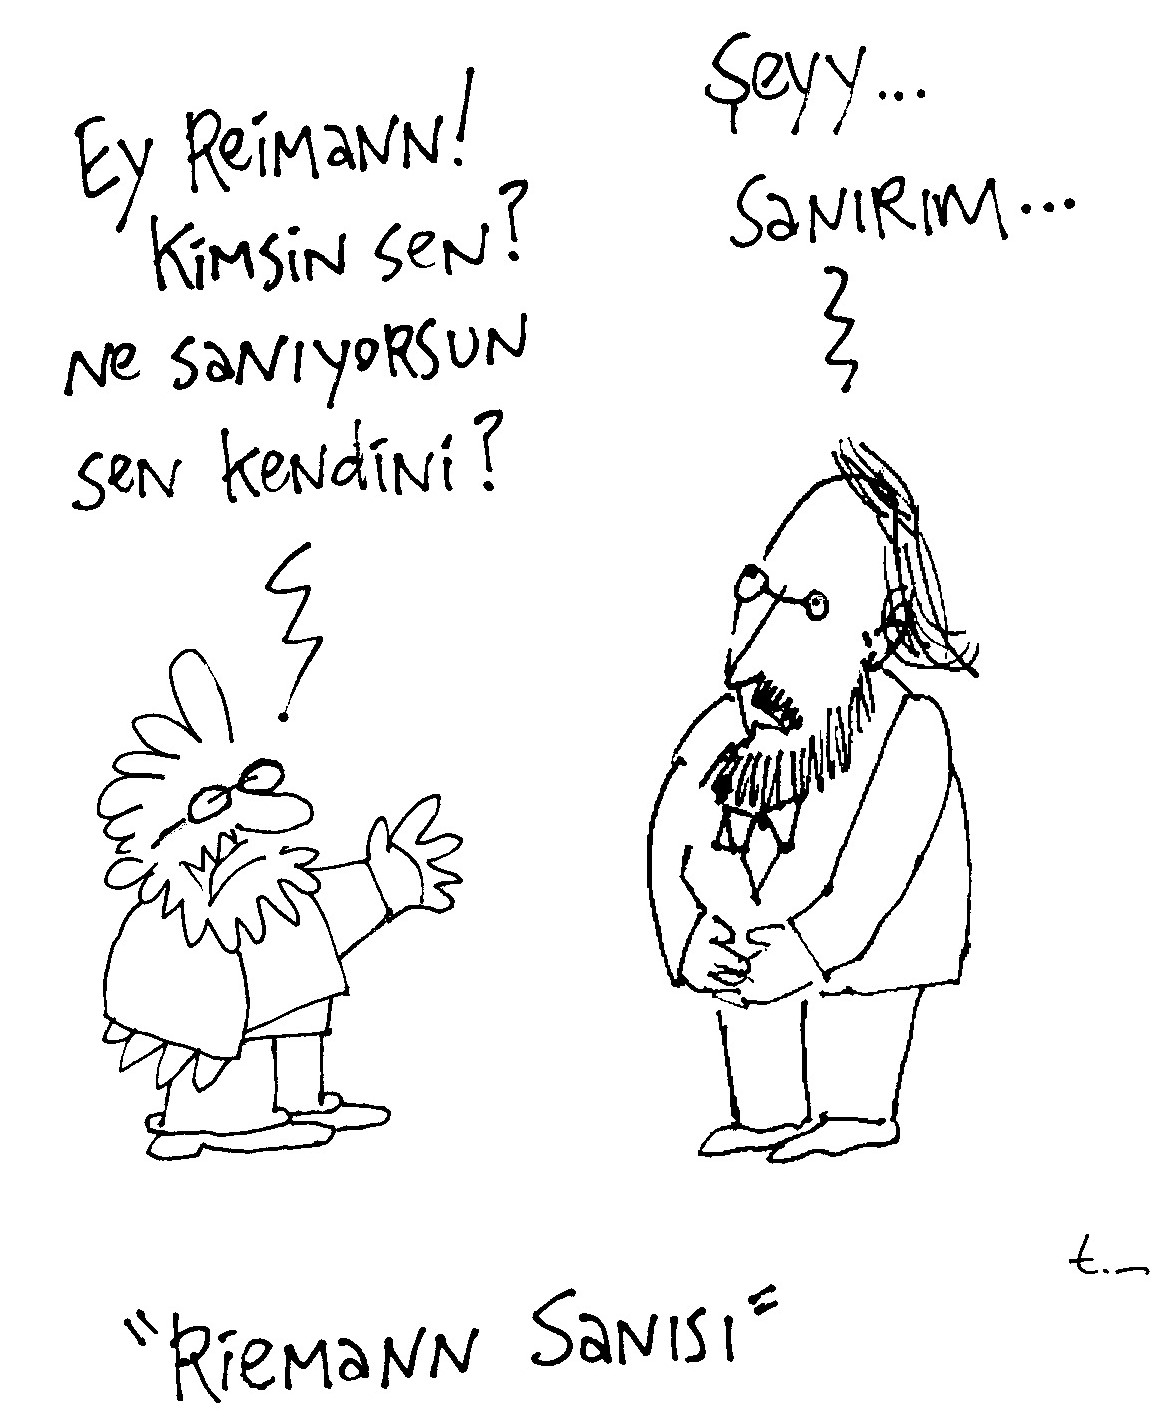 Ey Reimann!
Kimsin sen?
ne sanıyorsun
sen kendini?
Şeyy...
sanırım...
t.–
"Riemann Sanısı"